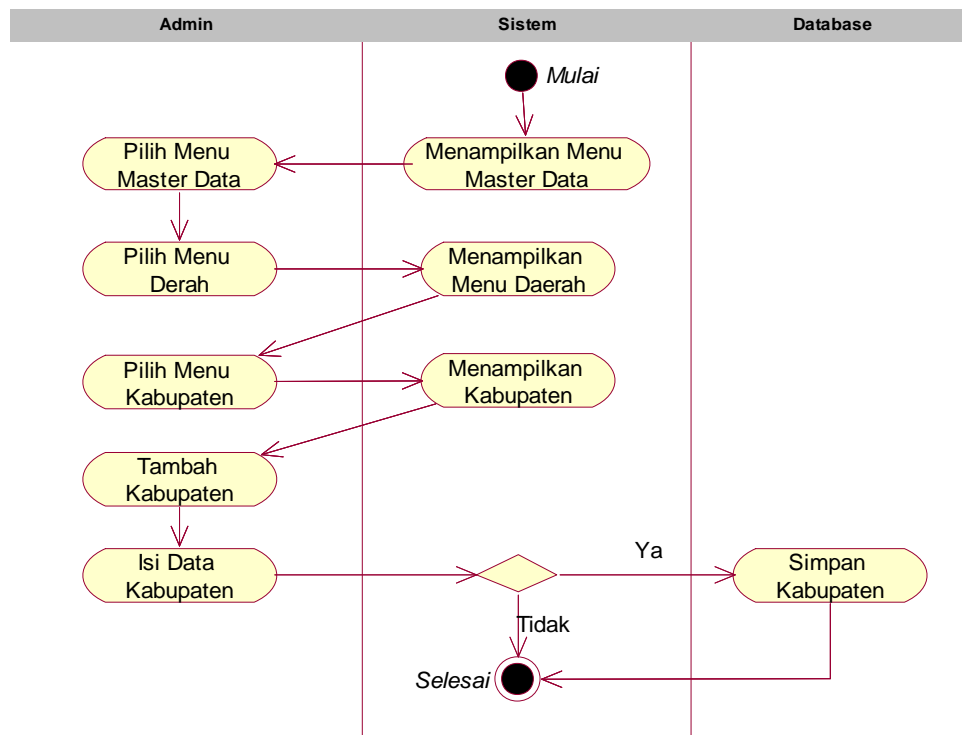 Admin
Sistem
Database
Mulai
Pilih Menu
Master Data
Menampilkan Menu
Master Data
Pilih Menu
Derah
Menampilkan
Menu Daerah
Pilih Menu
Kabupaten
Menampilkan
Kabupaten
Tambah
Kabupaten
Isi Data
Kabupaten
Ya
Simpan
Kabupaten
Tidak
Selesai